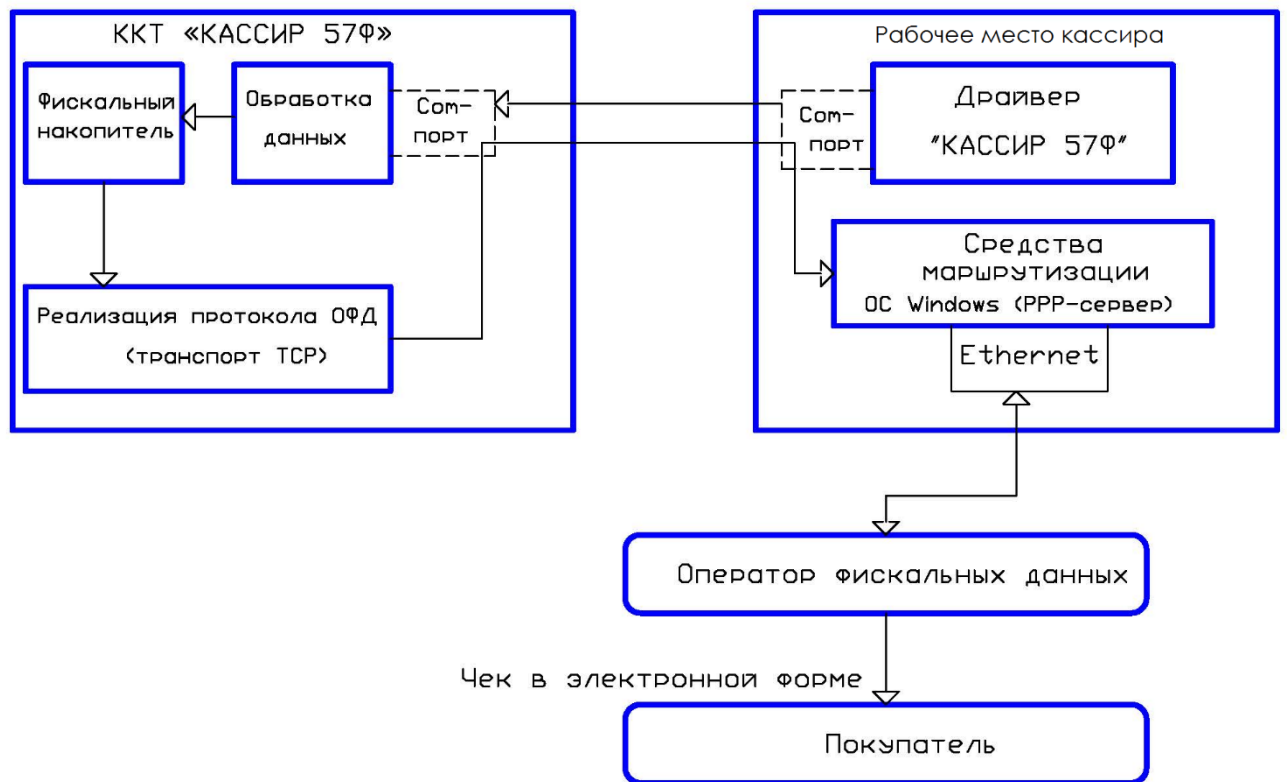 ККТ «КАССИР 57Ф»
Фискальный
накопитель
Обработка
данных
Com-
порт
Реализация протокола ОФД
(транспорт TCP)
Рабочее место кассира
Com-
порт
Драйвер
"КАССИР 57Ф"
Средства
маршрутизации
ОС Windows (PPP-сервер)
Ethernet
Оператор фискальных данных
Чек в электронной форме
Покупатель